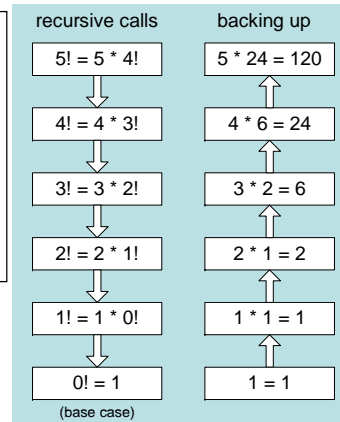 recursive calls
5! = 5 * 4!
4! = 4 * 3!
3! = 3 * 2!
2! = 2 * 1!
1! = 1 * 0!
0! = 1
(base case)
backing up
5 * 24 = 120
4 * 6 = 24
3 * 2 = 6
2 * 1 = 2
1 * 1 = 1
1 = 1